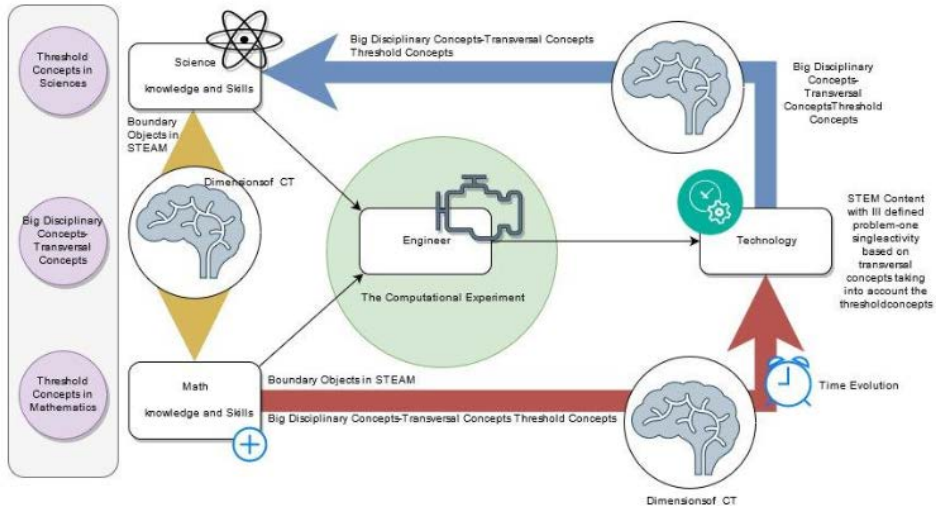 Threshold
Concepts in
Sciences
Big Disciplinary
Concepts-
Transversal
Concepts
Threshold
Concepts in
Mathematics
Science
knowledge and Skills
Boundary
Objects in
STEAM
Dimensionsof CT
Math
knowledge and Skills
Big Disciplinary Concepts-Transversal Concepts
Threshold Concepts
Engineer
The Computational Experiment
Boundary Objects in STEAM
Big Disciplinary Concepts-Transversal Concepts Threshold Concepts
Dimensionsof CT
Big Disciplinary
Concepts-
Transversal
ConceptsThreshold
Concepts
Technology
STEM Content
with Ill defined
problem-one
singleactivity
based on
transversal
concepts taking
into account the
thresholdconcepts
Time Evolution